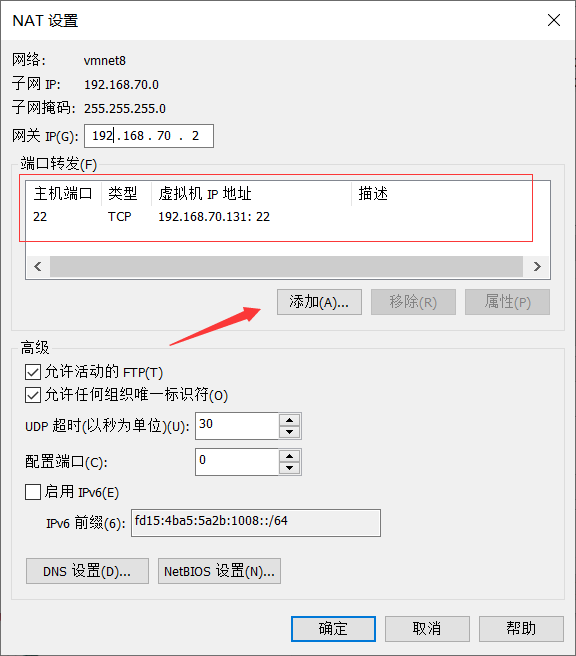 NAT 设置
网络: vmnet8
子网 IP: 192.168.70.0
子网掩码: 255.255.255.0
网关 IP(G): 192.168.70.2
端口转发(F)
主机端口 类型 虚拟机 IP 地址 描述
22 TCP 192.168.70.131: 22
添加(A)... 移除(R) 属性(P)
高级
允许活动的 FTP(T)
允许任何组织唯一标识符(O)
UDP 超时(以秒为单位)(U): 30
配置端口(C): 0
启用 IPv6(E)
IPv6 前缀(6): fd15:4ba5:5a2b:1008::/64
DNS 设置(D)... NetBIOS 设置(N)...
确定 取消 帮助